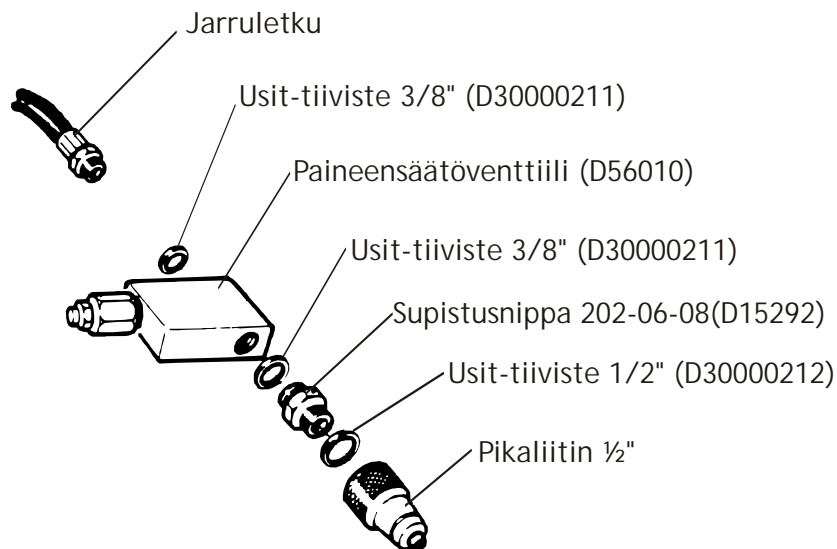 Jarruletku
Usit-tiiviste 3/8" (D30000211)
Paineensäätöventtiili (D56010)
Usit-tiiviste 3/8" (D30000211)
Supistusnippa 202-06-08(D15292)
Usit-tiiviste 1/2" (D30000212)
Pikaliitin ½"